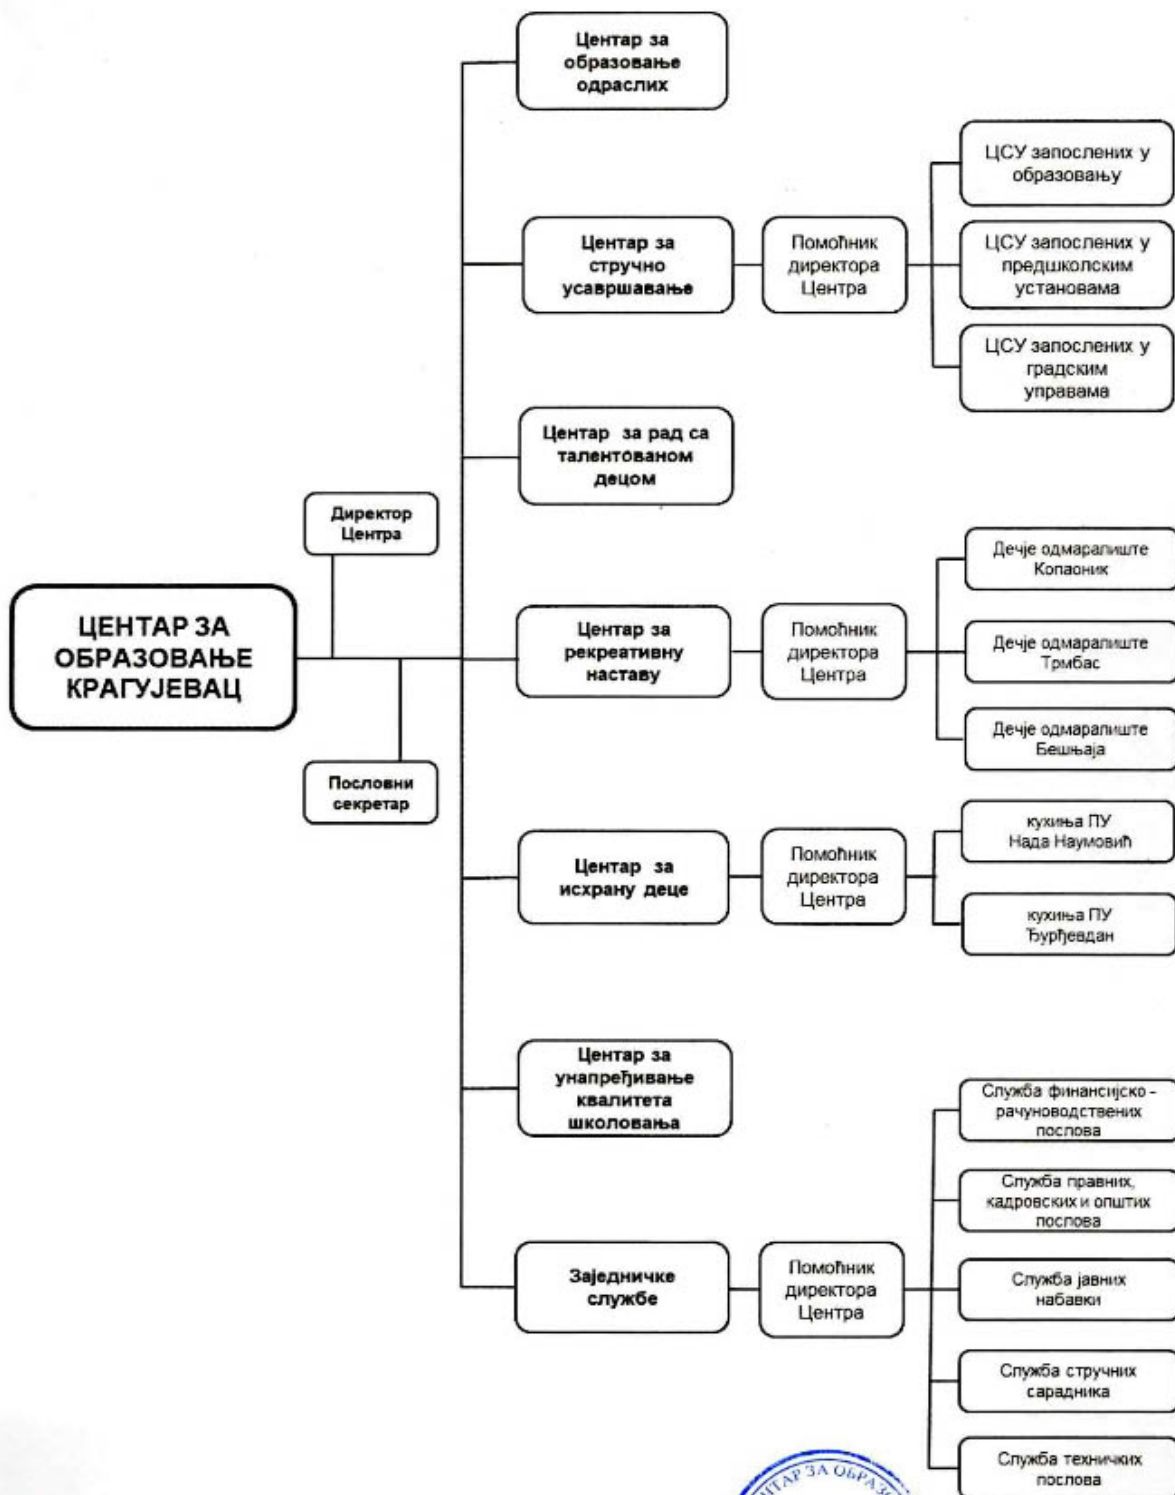 Центар за
образовање
одраслих
ЦСУ запослених у
образовању
Центар за
стручно
усавршавање
Помоћник
директора
Центра
ЦСУ запослених у
предшколским
установама
ЦСУ запослених у
градским
управама
Центар за рад са
талентованом
децом
Директор
Центра
ЦЕНТАР ЗА
ОБРАЗОВАЊЕ
КРАГУЈЕВАЦ
Пословни
секретар
Центар за
рекреативну
наставу
Помоћник
директора
Центра
Дечје одмаралиште
Копаоник
Дечје одмаралиште
Трмбас
Дечје одмаралиште
Бешњаја
Центар за
исхрану деце
Помоћник
директора
Центра
кухиња ПУ
Нада Наумовић
кухиња ПУ
Ђурђевдан
Центар за
унапређивање
квалитета
школовања
Заједничке
службе
Помоћник
директора
Центра
Служба финансијско -
рачуноводствених
послова
Служба правних,
кадровских и општих
послова
Служба јавних
набавки
Служба стручних
сарадника
Служба техничких
послова
ЗА